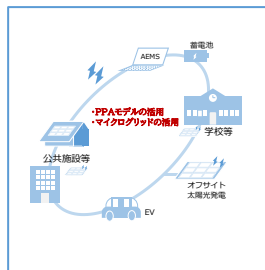 蓄電池
AEMS
・PPAモデルの活用
・マイクログリッドの活用
学校等
公共施設等
オフサイト
太陽光発電
EV